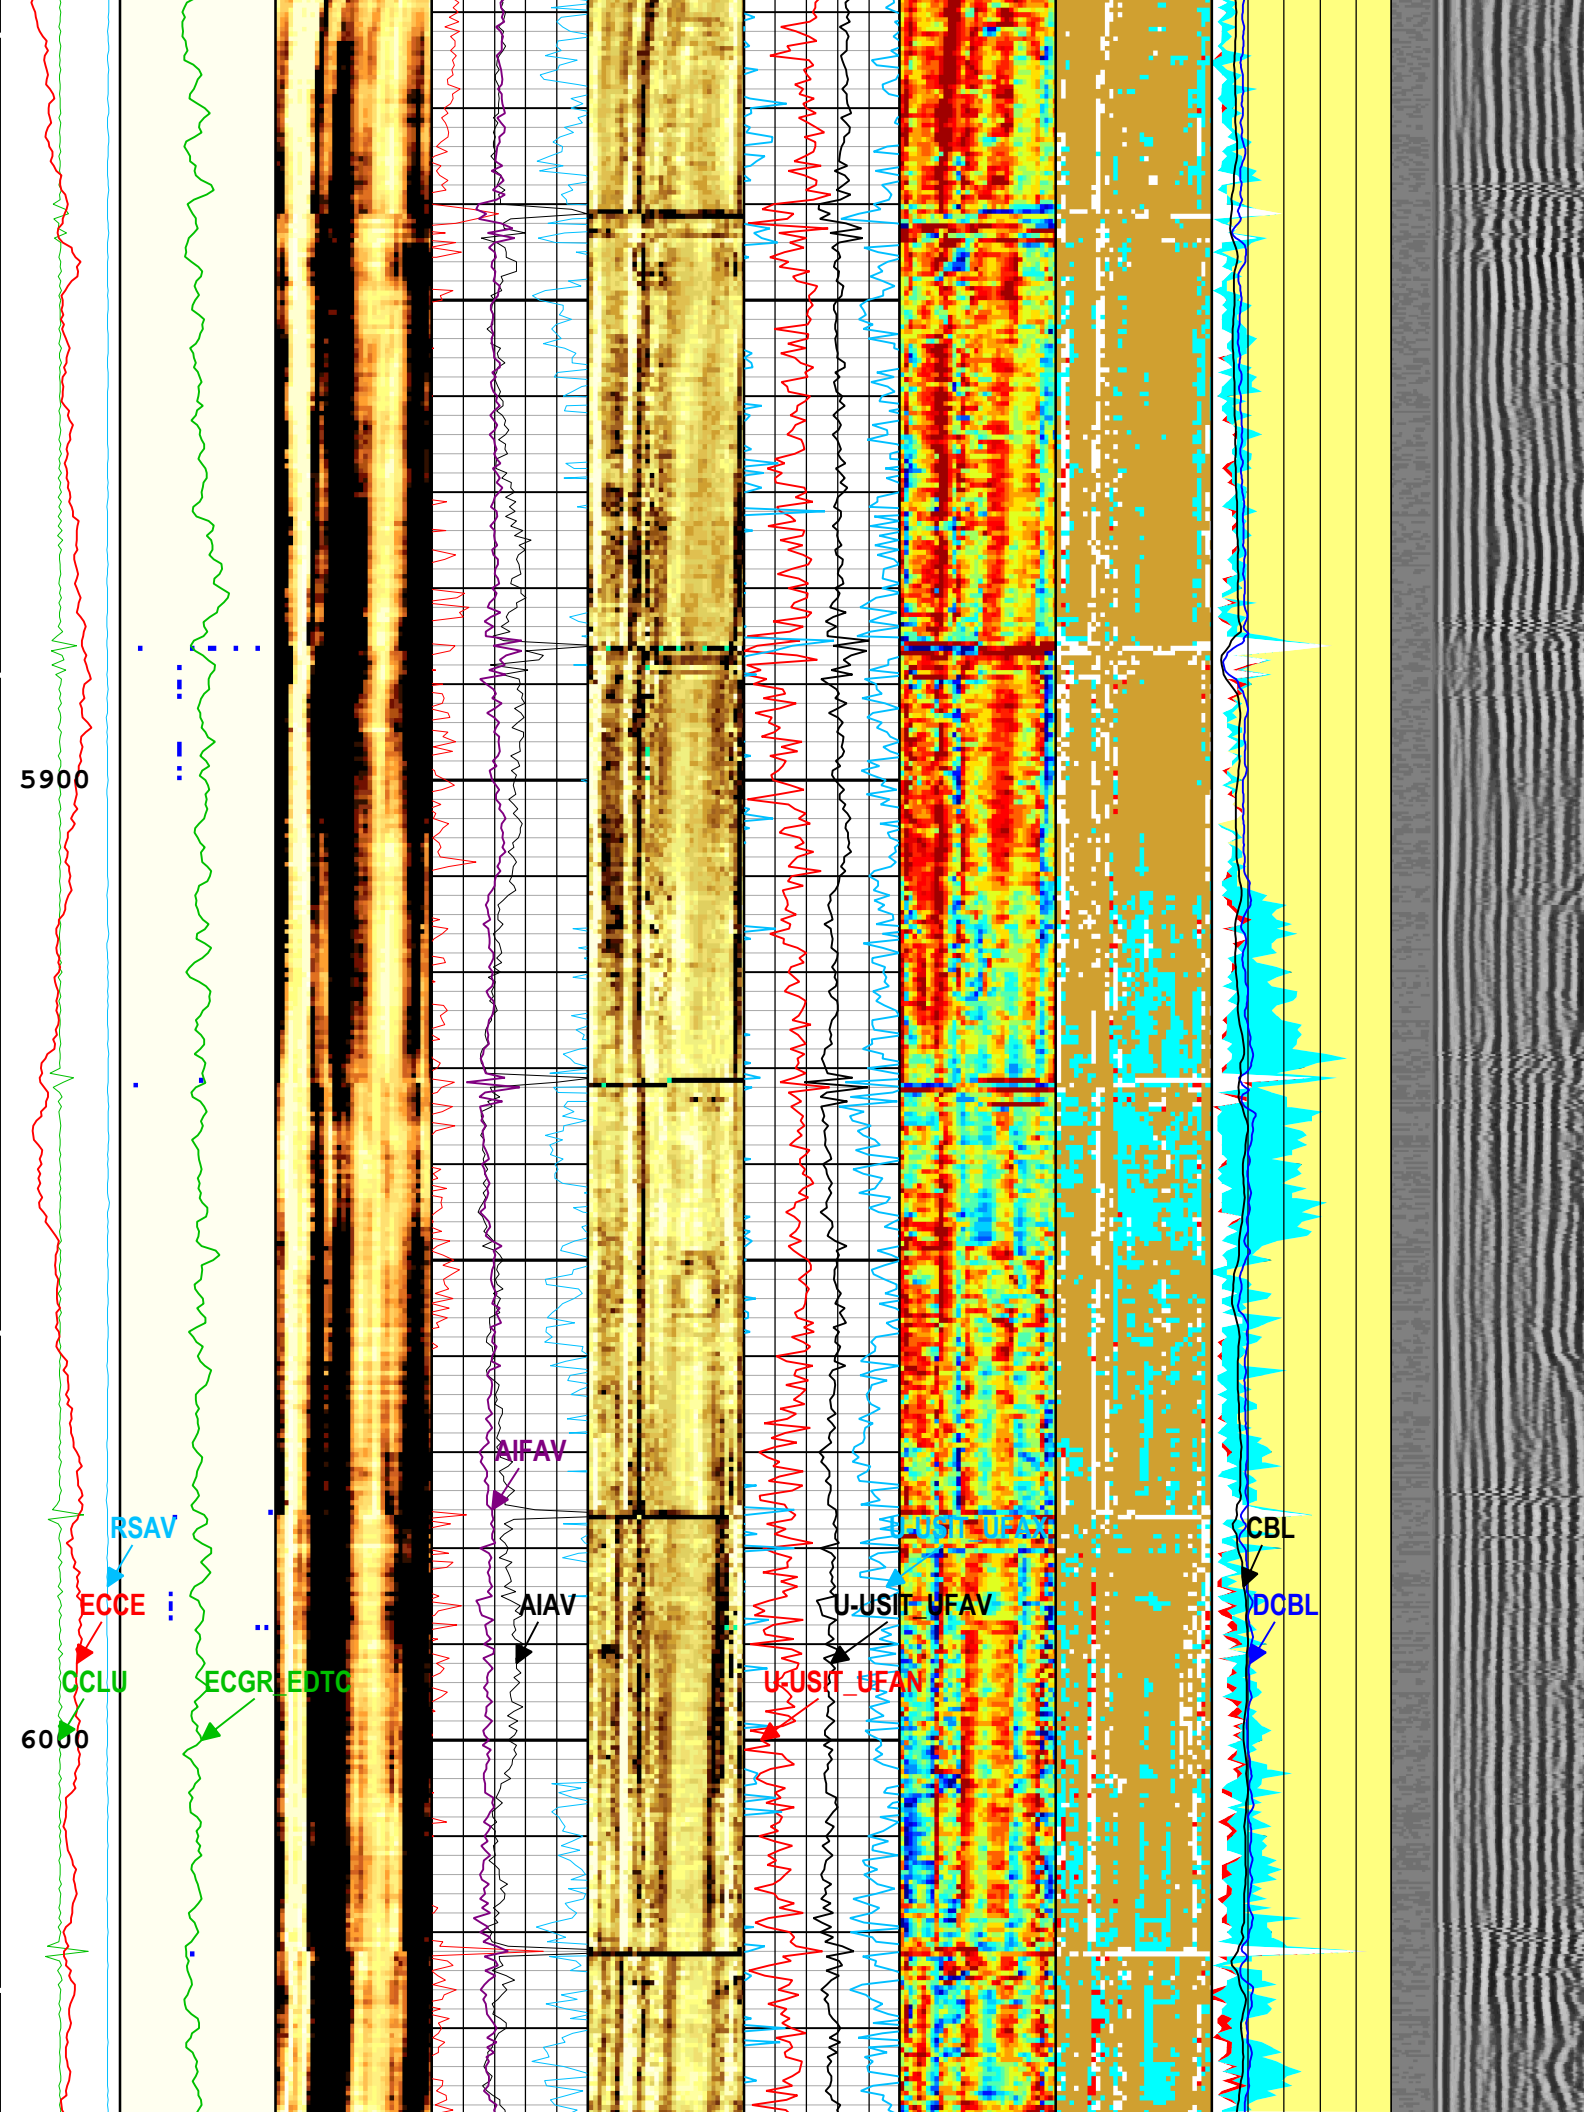 5900
AIFAV
RSAV
U-USIT_UFAX
CBL
ECCE
AIAV
U-USIT_UFAV
DCBL
CCLU
ECGR_EDTC
U-USIT_UFAN
6000